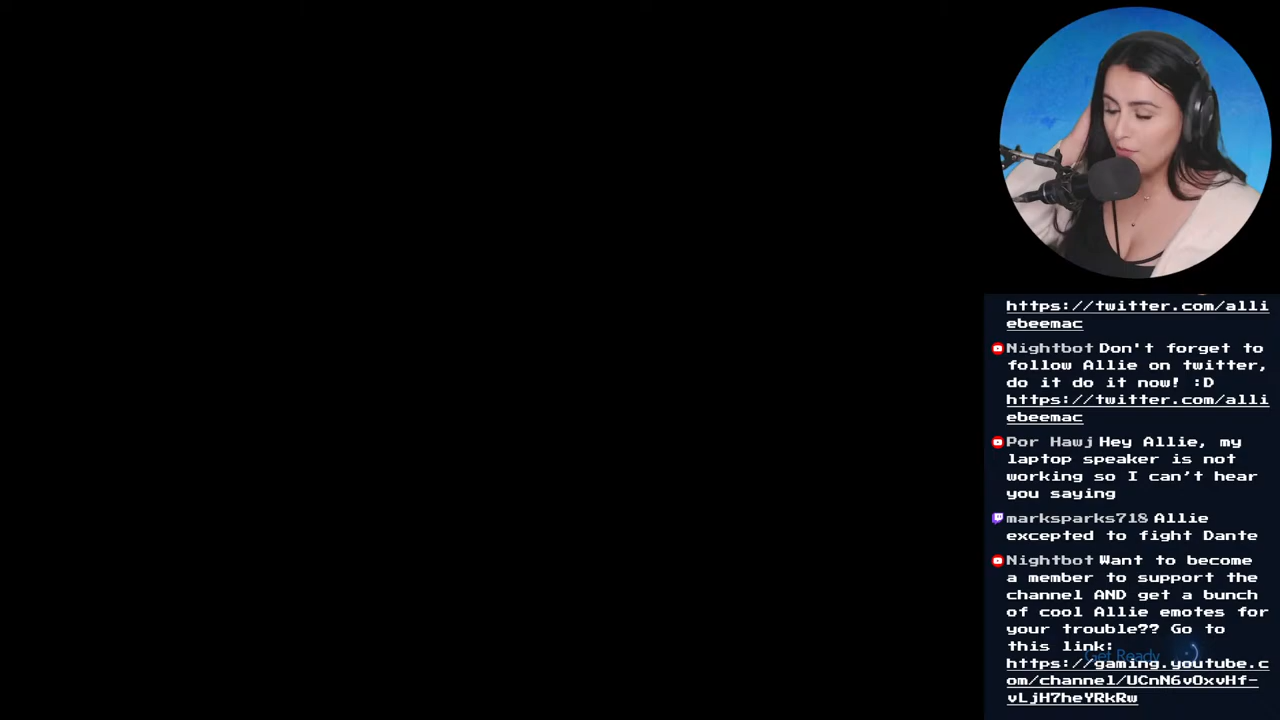 https://twitter.com/alli
ebeemac
Nightbot Don't forget to
follow Allie on twitter,
do it do it now! :D
https://twitter.com/alli
ebeemac
Por Hawj Hey Allie, my
laptop speaker is not
working so I can't hear
you saying
marksparks718 Allie
excepted to fight Dante
Nightbot Want to become
a member to support the
channel AND get a bunch
of cool Allie emotes for
your trouble?? Go to
this link:
Get Ready
https://gaming.youtube.c
om/channel/UCnN6vOxvHf-
vLjH7heYRkRw